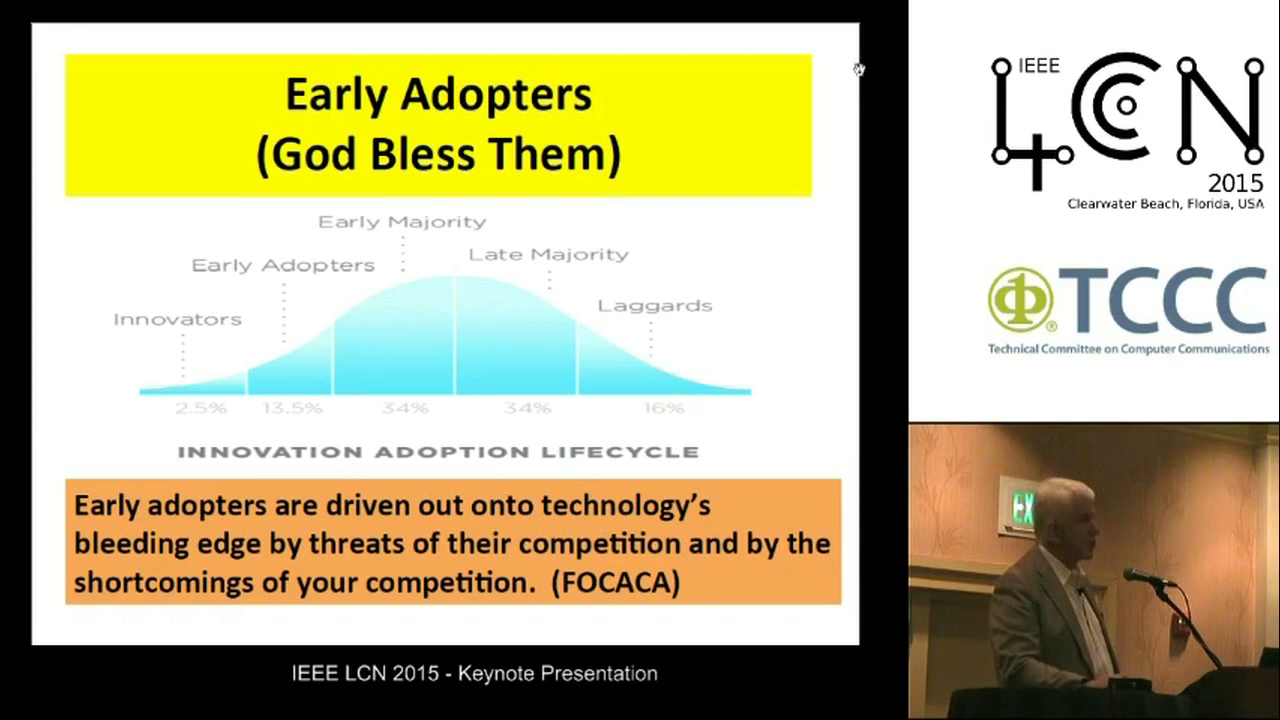 Early Adopters
(God Bless Them)
Early Majority
Late Majority
Early Adopters
Laggards
Innovators
2.5% 13.5% 34% 34% 16%
INNOVATION ADOPTION LIFECYCLE
Early adopters are driven out onto technology’s
bleeding edge by threats of their competition and by the
shortcomings of your competition. (FOCACA)
IEEE LCN 2015 - Keynote Presentation
IEEE
LCN
2015
Clearwater Beach, Florida, USA
TCCC
®
Technical Committee on Computer Communications
EX